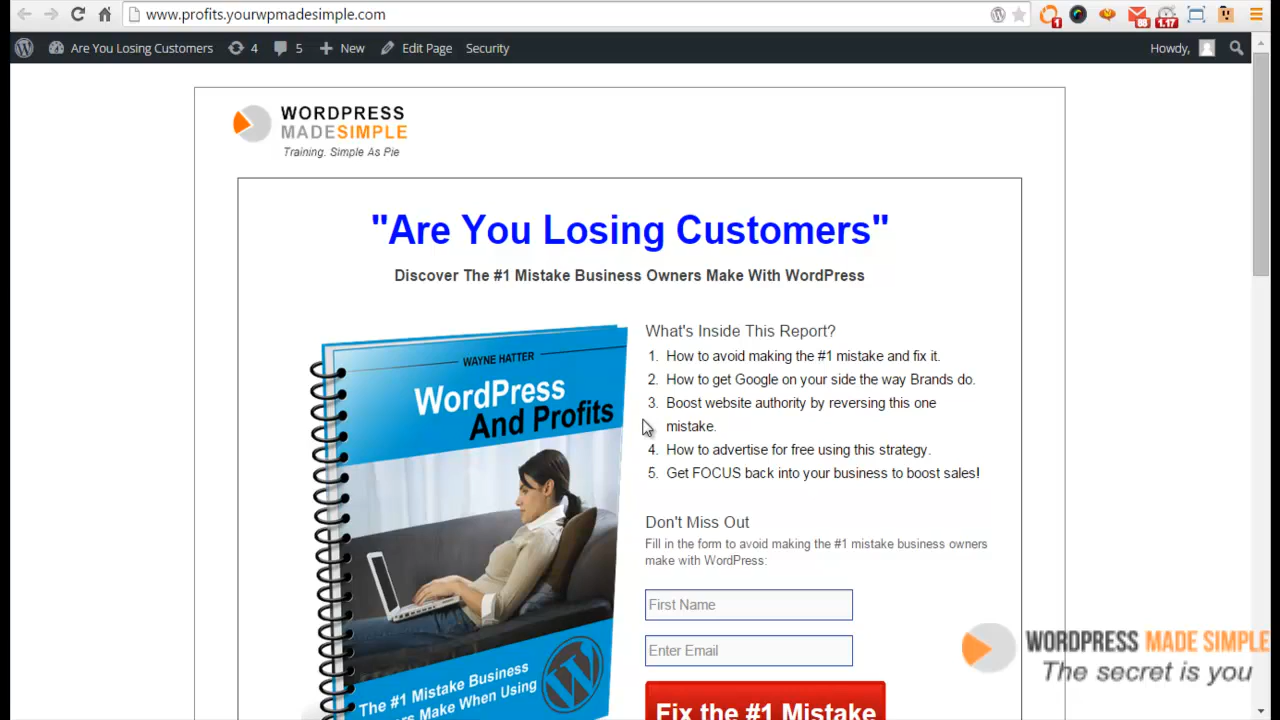 www.profits.yourwpmadesimple.com
1
88
1.17
Are You Losing Customers
4
5
New
Edit Page
Security
Howdy,
WORDPRESS
MADESIMPLE
Training. Simple As Pie
"Are You Losing Customers"
Discover The #1 Mistake Business Owners Make With WordPress
WAYNE HATTER
WordPress
And Profits
The #1 Mistake Business
ers Make When Using
What's Inside This Report?
1. How to avoid making the #1 mistake and fix it.
2. How to get Google on your side the way Brands do.
3. Boost website authority by reversing this one
mistake.
4. How to advertise for free using this strategy.
5. Get FOCUS back into your business to boost sales!
Don't Miss Out
Fill in the form to avoid making the #1 mistake business owners
make with WordPress:
First Name
Enter Email
Fix the #1 Mistake
WORDPRESS MADE SIMPLE
The secret is you